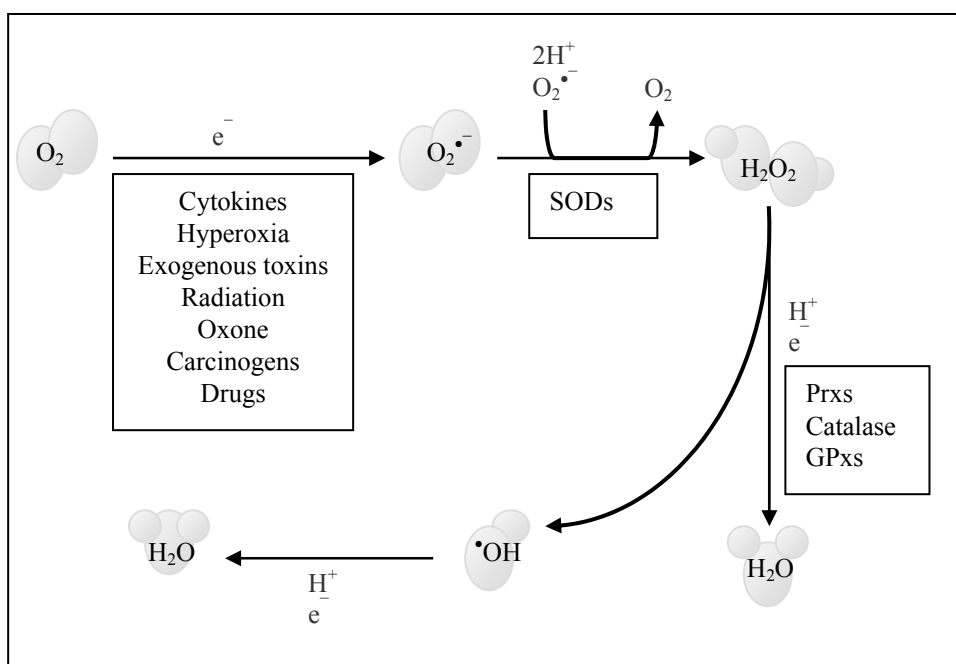 2H⁺
O₂•⁻
O₂
O₂
e⁻
O₂•⁻
H₂O₂
Cytokines
Hyperoxia
Exogenous toxins
Radiation
Oxone
Carcinogens
Drugs
SODs
H⁺
e⁻
Prxs
Catalase
GPxs
H₂O
•OH
H₂O
H⁺
e⁻